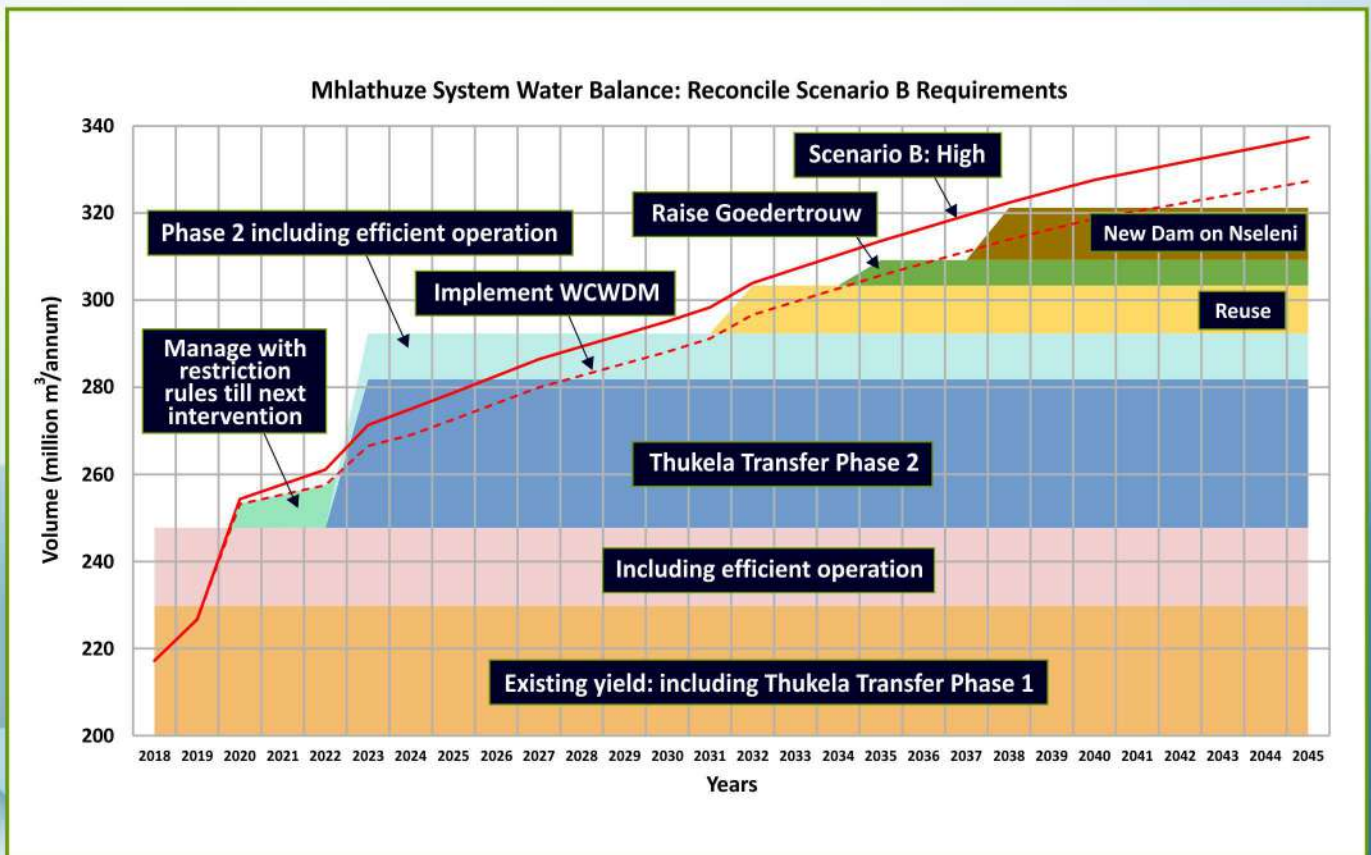 Mhlathuze System Water Balance: Reconcile Scenario B Requirements
340
320
300
280
260
240
220
200
Volume (million m³/annum)
Scenario B: High
Raise Goedertrouw
Phase 2 including efficient operation
New Dam on Nseleni
Implement WCWDM
Reuse
Manage with
restriction
rules till next
intervention
Thukela Transfer Phase 2
Including efficient operation
Existing yield: including Thukela Transfer Phase 1
2018 2019 2020 2021 2022 2023 2024 2025 2026 2027 2028 2029 2030 2031 2032 2033 2034 2035 2036 2037 2038 2039 2040 2041 2042 2043 2044 2045
Years